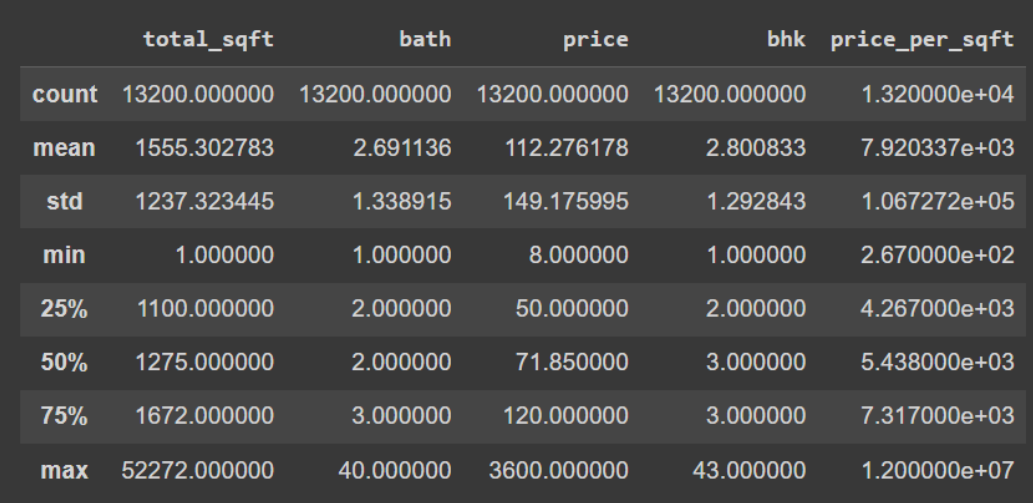 total_sqft bath price bhk price_per_sqft
count 13200.000000 13200.000000 13200.000000 13200.000000 1.320000e+04
mean 1555.302783 2.691136 112.276178 2.800833 7.920337e+03
std 1237.323445 1.338915 149.175995 1.292843 1.067272e+05
min 1.000000 1.000000 8.000000 1.000000 2.670000e+02
25% 1100.000000 2.000000 50.000000 2.000000 4.267000e+03
50% 1275.000000 2.000000 71.850000 3.000000 5.438000e+03
75% 1672.000000 3.000000 120.000000 3.000000 7.317000e+03
max 52272.000000 40.000000 3600.000000 43.000000 1.200000e+07